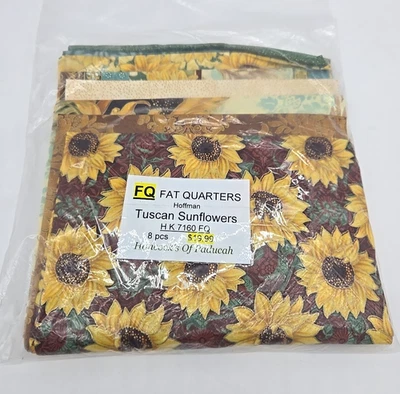 FQ FAT QUARTERS
Hoffman
Tuscan Sunflowers
H K 7160 FQ
8 pcs $19.99
Hancock's Of Paducah